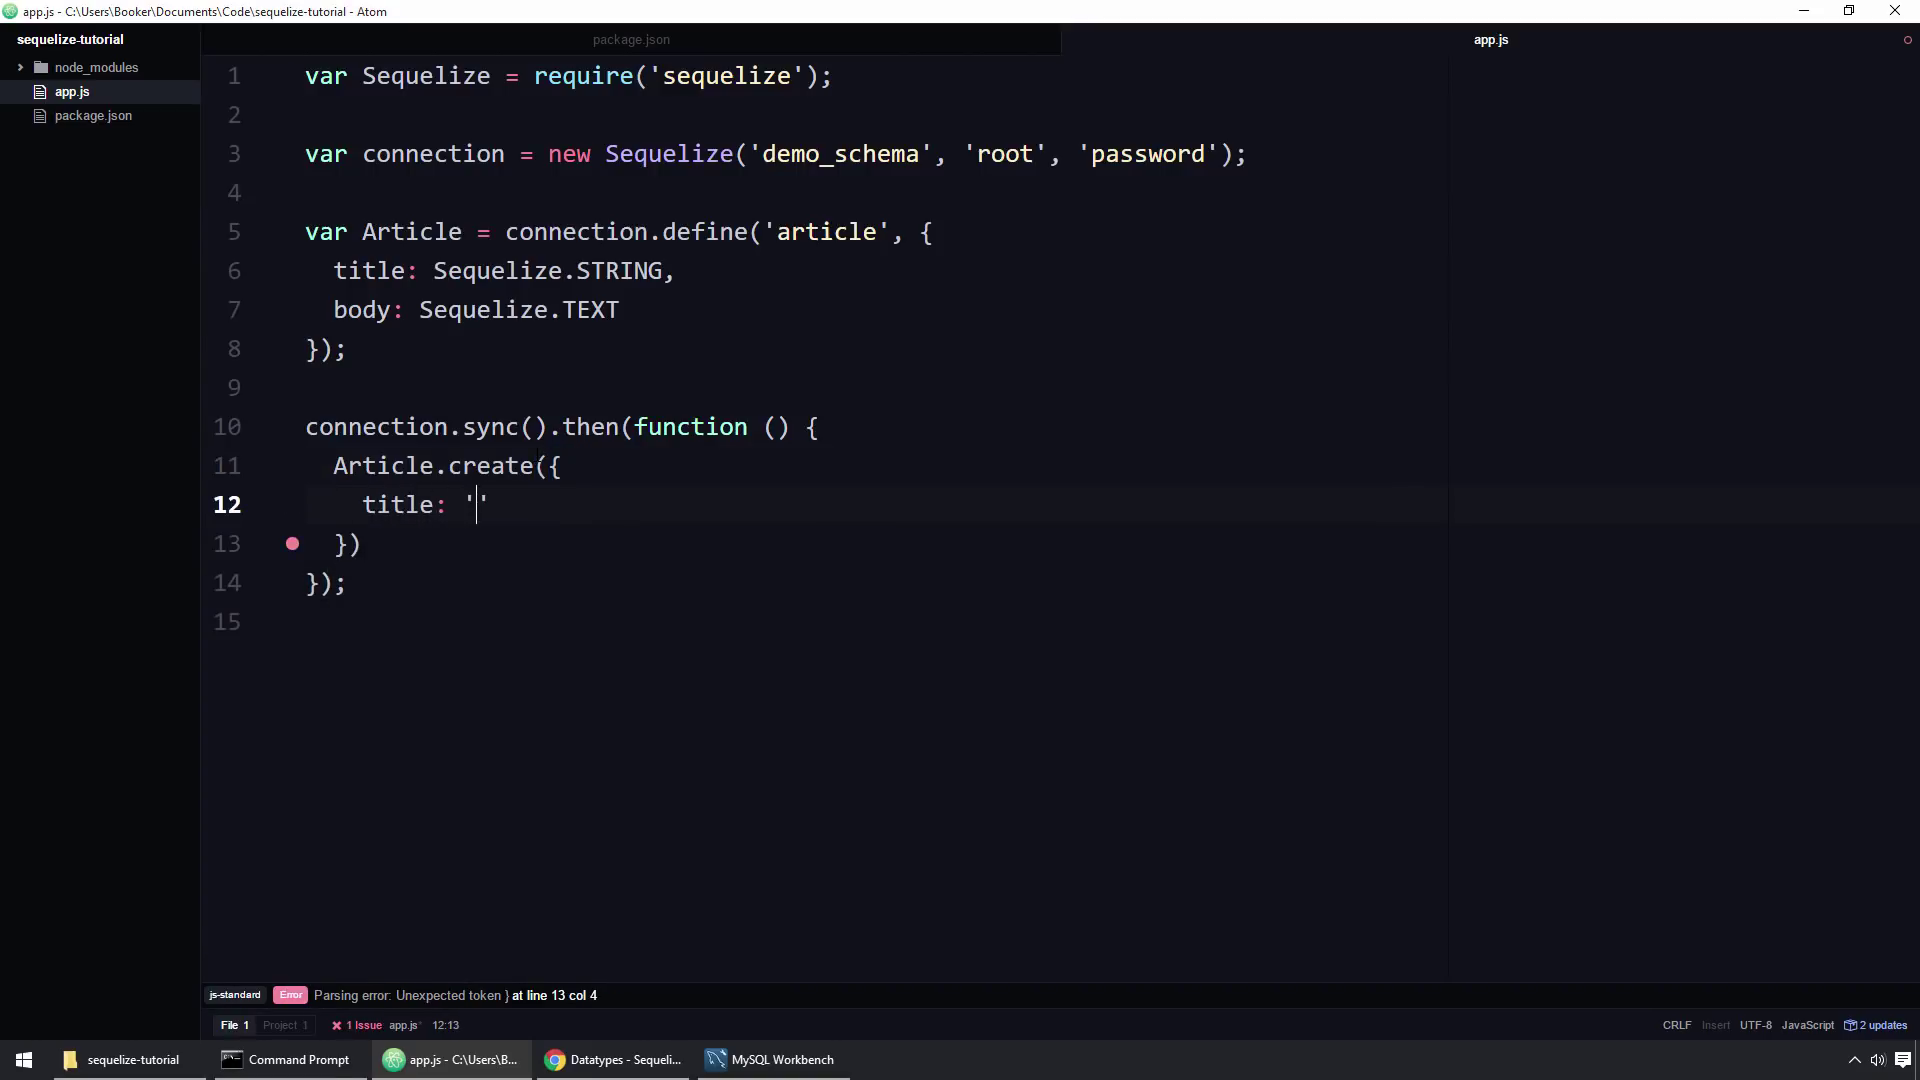 app.js - C:\Users\Booker\Documents\Code\sequelize-tutorial - Atom
sequelize-tutorial
package.json
app.js
node_modules
app.js
package.json
1 var Sequelize = require('sequelize');
2
3 var connection = new Sequelize('demo_schema', 'root', 'password');
4
5 var Article = connection.define('article', {
6   title: Sequelize.STRING,
7   body: Sequelize.TEXT
8 });
9
10 connection.sync().then(function () {
11   Article.create({
12     title: ''
13   })
14 });
15
js-standard Error Parsing error: Unexpected token } at line 13 col 4
File 1 Project 1 1 Issue app.js* 12:13 CRLF Insert UTF-8 JavaScript 2 updates
sequelize-tutorial Command Prompt app.js - C:\Users\B... Datatypes - Sequeli... MySQL Workbench